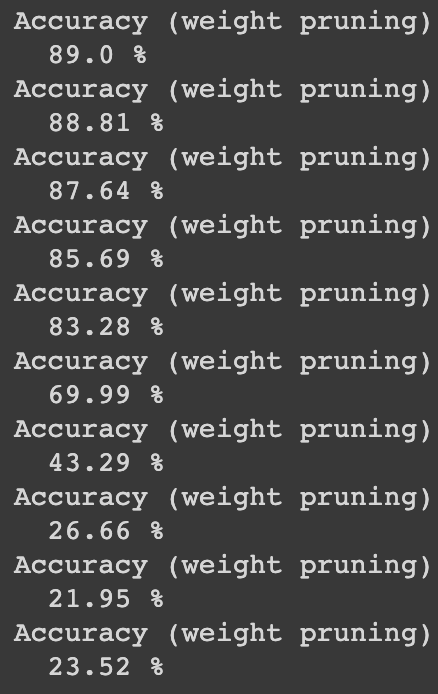 Accuracy (weight pruning)
89.0 %
Accuracy (weight pruning)
88.81 %
Accuracy (weight pruning)
87.64 %
Accuracy (weight pruning)
85.69 %
Accuracy (weight pruning)
83.28 %
Accuracy (weight pruning)
69.99 %
Accuracy (weight pruning)
43.29 %
Accuracy (weight pruning)
26.66 %
Accuracy (weight pruning)
21.95 %
Accuracy (weight pruning)
23.52 %